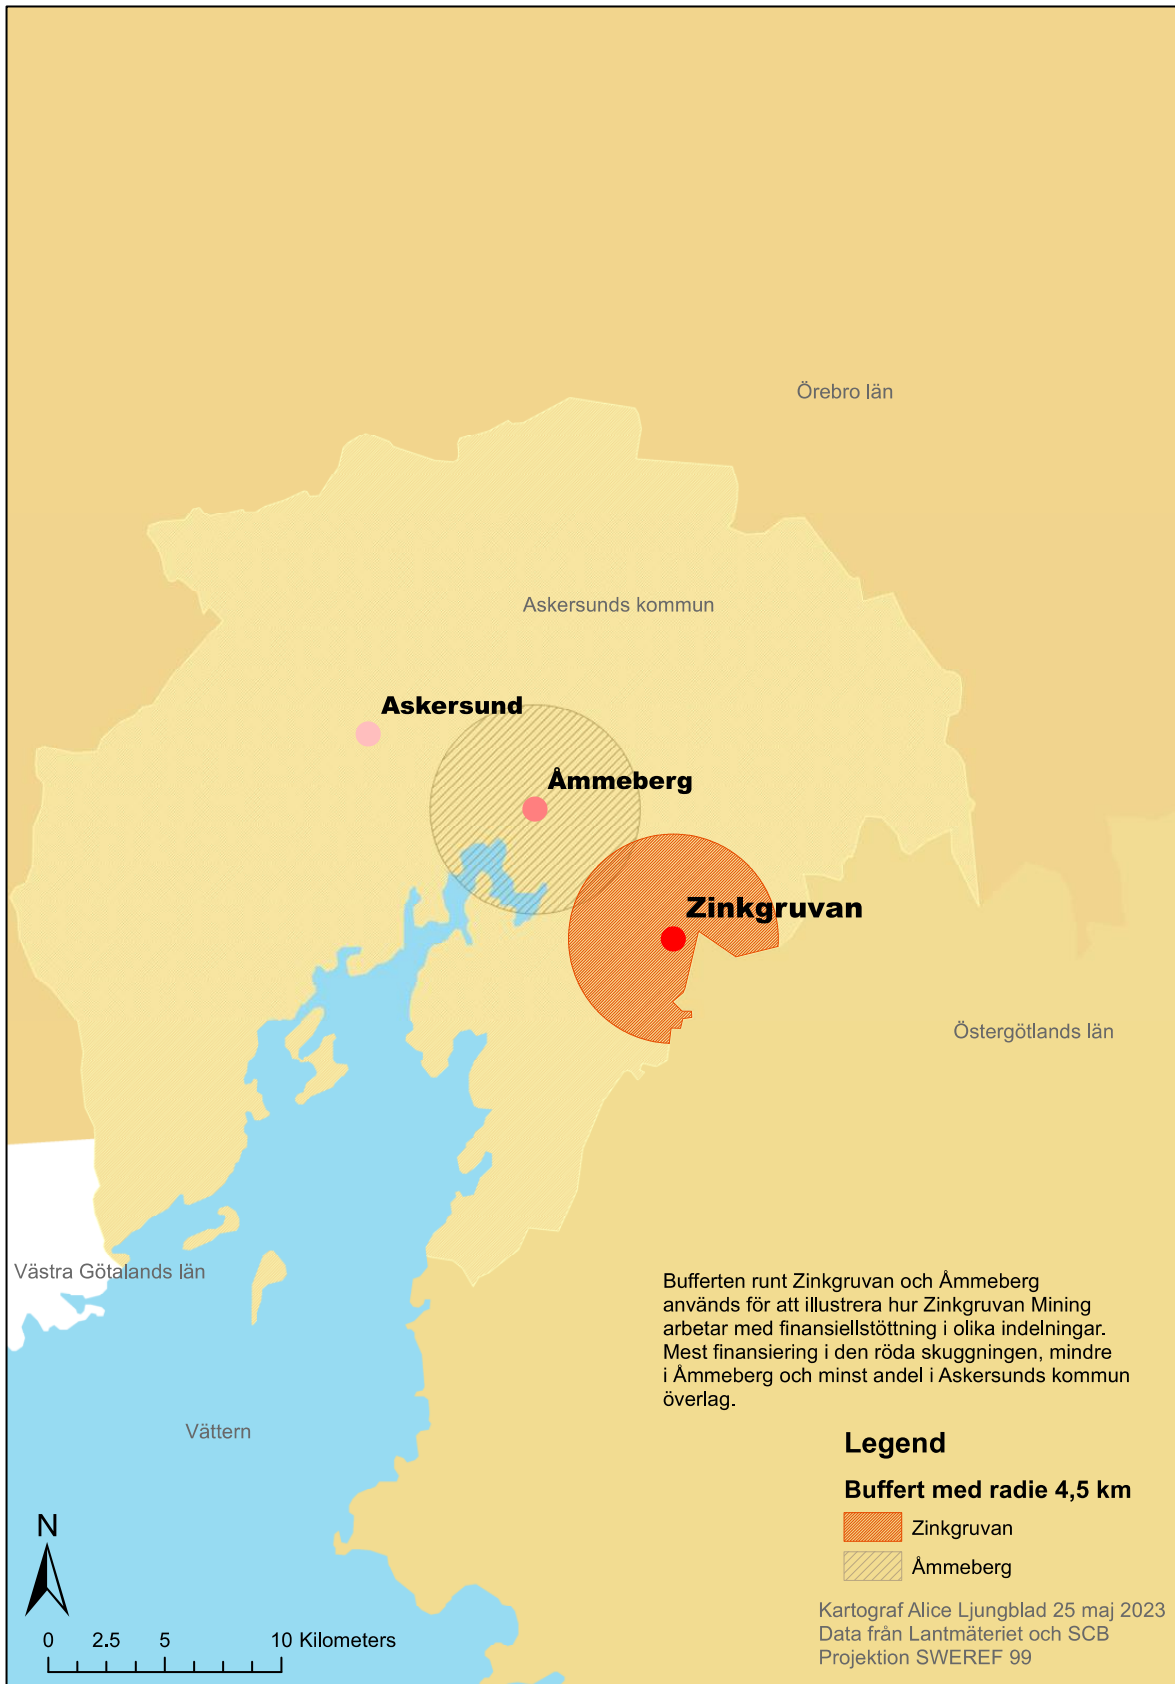 Örebro län
Askersunds kommun
Askersund
Åmmeberg
Zinkgruvan
Östergötlands län
Västra Götalands län
Bufferten runt Zinkgruvan och Åmmeberg
används för att illustrera hur Zinkgruvan Mining
arbetar med finansiellstöttning i olika indelningar.
Mest finansiering i den röda skuggningen, mindre
i Åmmeberg och minst andel i Askersunds kommun
överlag.
Vättern
Legend
Buffert med radie 4,5 km
Zinkgruvan
Åmmeberg
N
0 2.5 5 10 Kilometers
Kartograf Alice Ljungblad 25 maj 2023
Data från Lantmäteriet och SCB
Projektion SWEREF 99